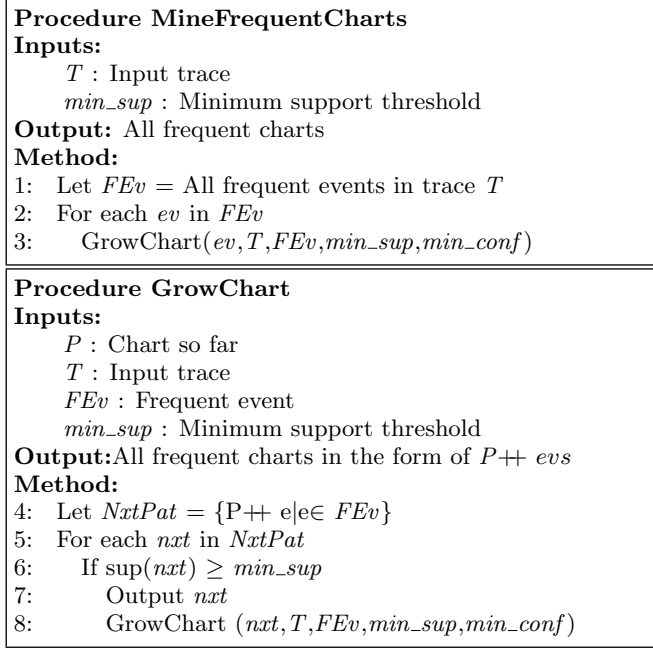 Procedure MineFrequentCharts
Inputs:
T : Input trace
min_sup : Minimum support threshold
Output: All frequent charts
Method:
1: Let FEv = All frequent events in trace T
2: For each ev in FEv
3: GrowChart(ev,T,FEv,min_sup,min_conf)
Procedure GrowChart
Inputs:
P : Chart so far
T : Input trace
FEv : Frequent event
min_sup : Minimum support threshold
Output:All frequent charts in the form of P++ evs
Method:
4: Let NxtPat = {P++ e|e∈ FEv}
5: For each nxt in NxtPat
6: If sup(nxt) ≥ min_sup
7: Output nxt
8: GrowChart (nxt,T,FEv,min_sup,min_conf)